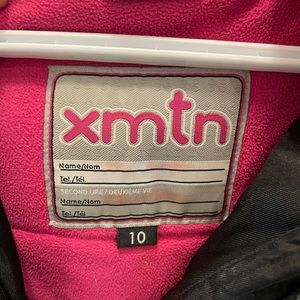 xmtn
Name/Nom
Tel./Tél.
SECOND LIFE / DEUXIÈME VIE
Name/Nom
Tel./Tél.
10